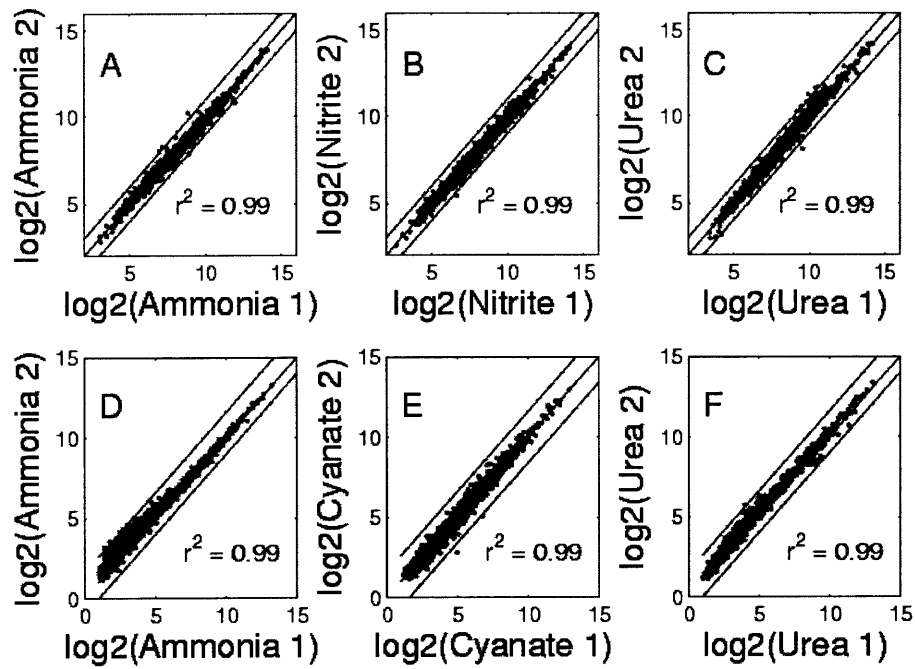 A
log2(Ammonia 2)
15
10
5
r² = 0.99
5 10 15
log2(Ammonia 1)
B
log2(Nitrite 2)
15
10
5
r² = 0.99
5 10 15
log2(Nitrite 1)
C
log2(Urea 2
15
10
5
r² = 0.99
5 10 15
log2(Urea 1)
D
log2(Ammonia 2)
15
10
5
0
r² = 0.99
0 5 10 15
log2(Ammonia 1)
E
log2(Cyanate 2)
15
10
5
0
r² = 0.99
0 5 10 15
log2(Cyanate 1)
F
log2(Urea 2)
15
10
5
0
r² = 0.99
0 5 10 15
log2(Urea 1)